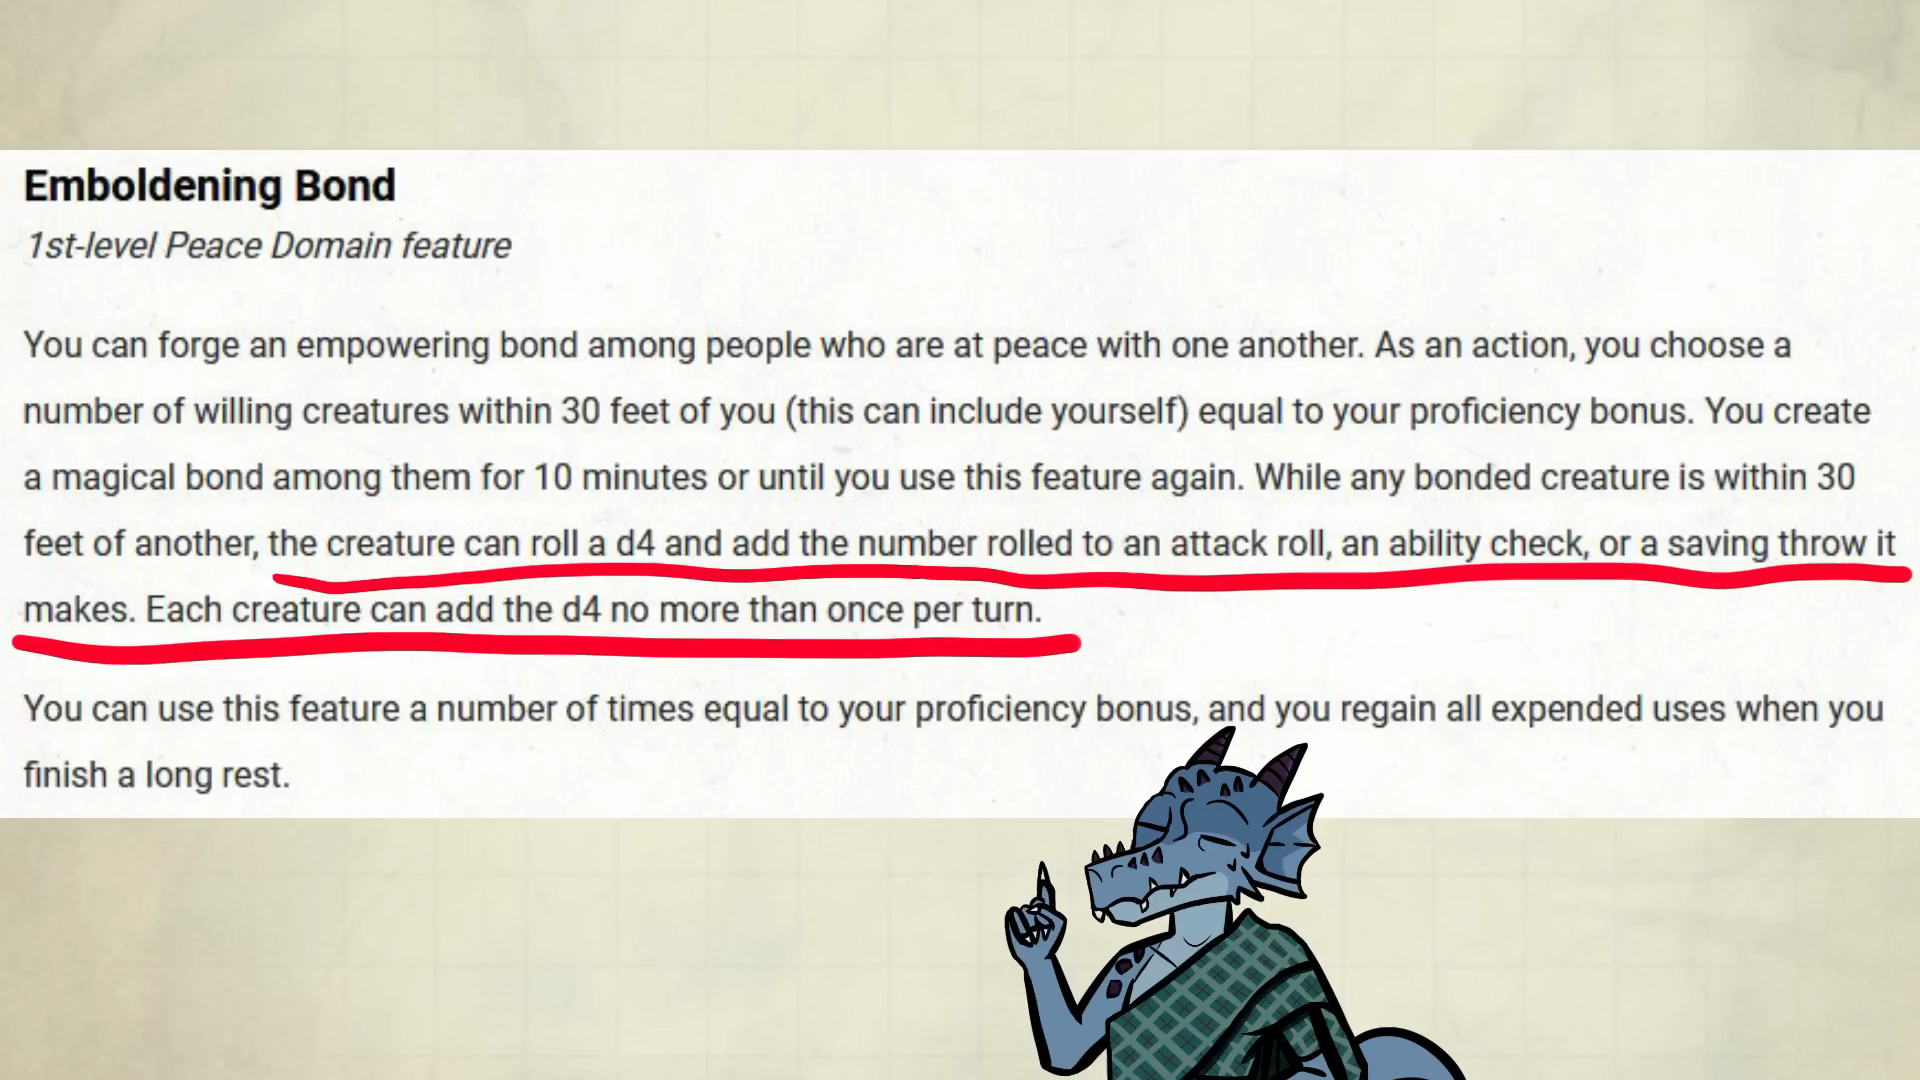 Emboldening Bond
1st-level Peace Domain feature
You can forge an empowering bond among people who are at peace with one another. As an action, you choose a
number of willing creatures within 30 feet of you (this can include yourself) equal to your proficiency bonus. You create
a magical bond among them for 10 minutes or until you use this feature again. While any bonded creature is within 30
feet of another, the creature can roll a d4 and add the number rolled to an attack roll, an ability check, or a saving throw it
makes. Each creature can add the d4 no more than once per turn.
You can use this feature a number of times equal to your proficiency bonus, and you regain all expended uses when you
finish a long rest.